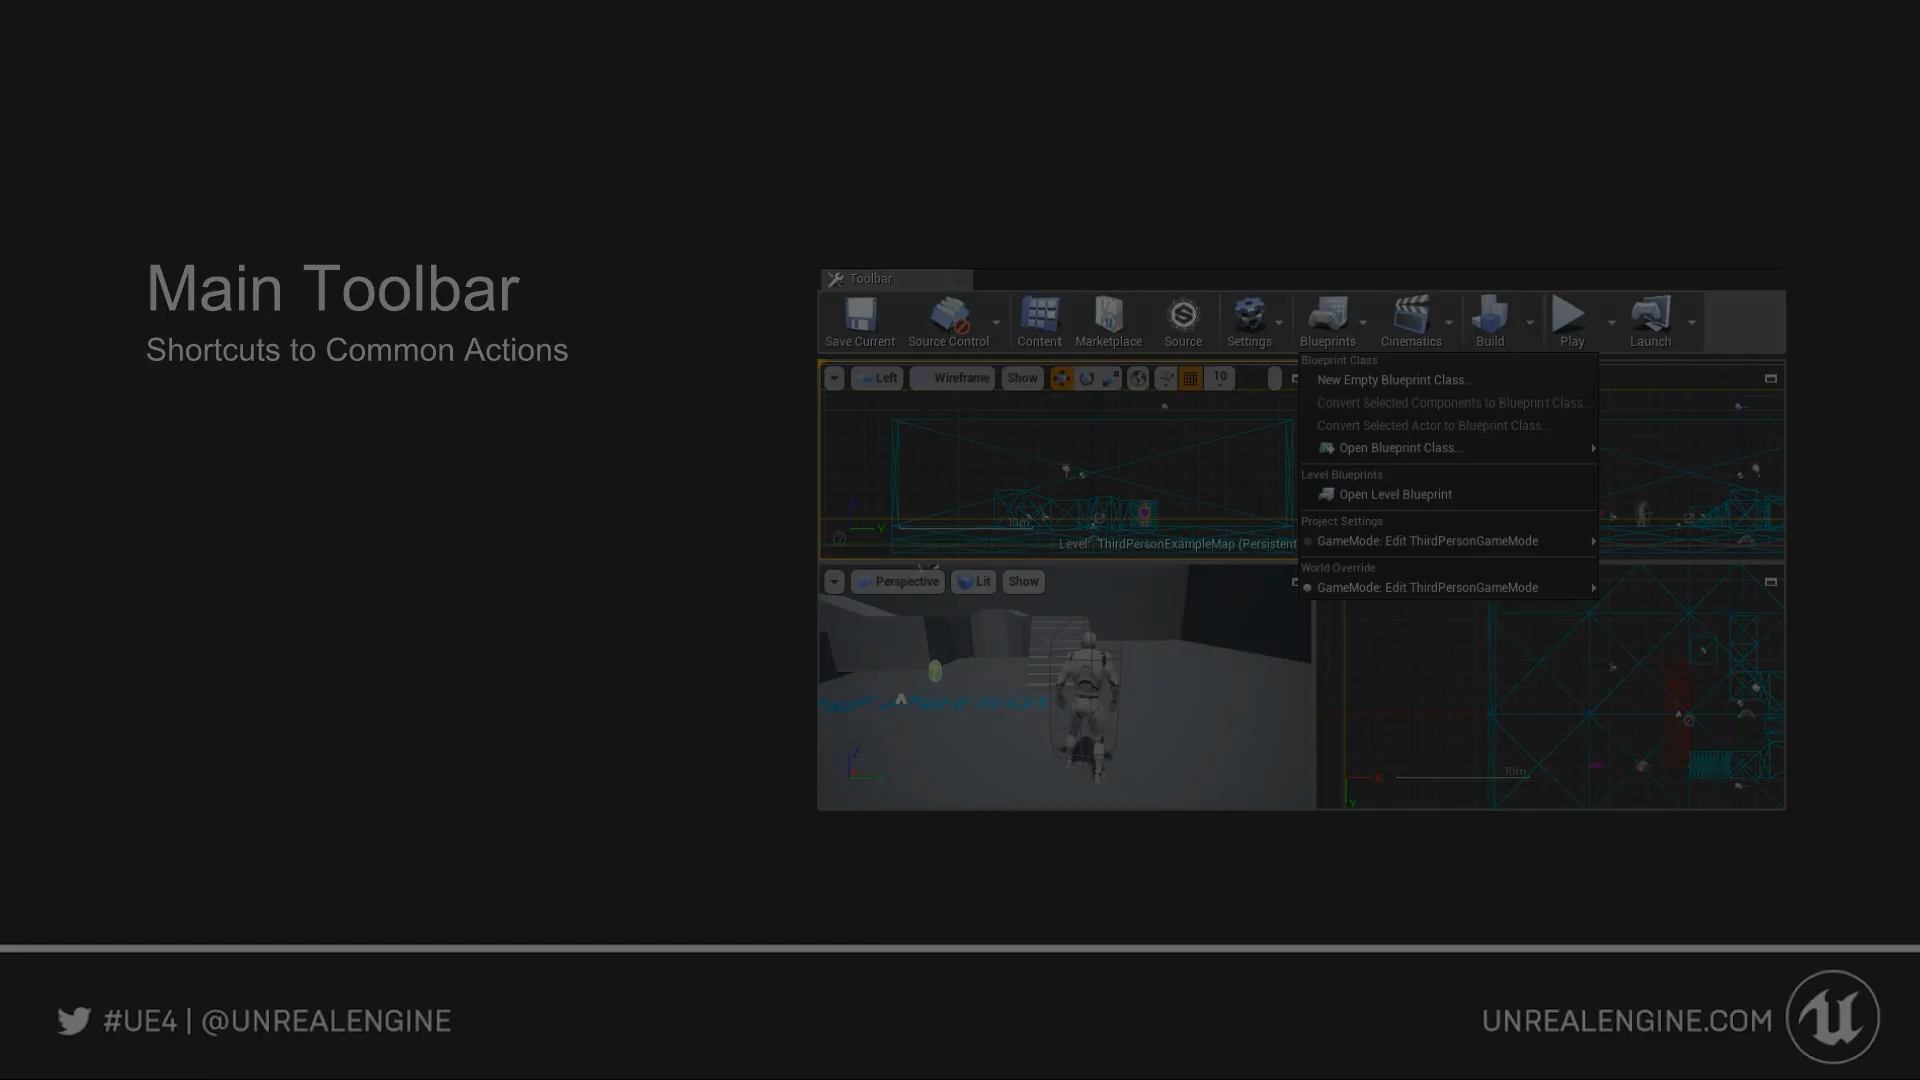 Main Toolbar
Shortcuts to Common Actions
Toolbar
Save Current
Source Control
Content
Marketplace
Source
Settings
Blueprints
Cinematics
Build
Play
Launch
Left
Wireframe
Show
10
Blueprint Class
New Empty Blueprint Class...
Convert Selected Components to Blueprint Class...
Convert Selected Actor to Blueprint Class...
Open Blueprint Class...
Level Blueprints
Open Level Blueprint
Project Settings
GameMode: Edit ThirdPersonGameMode
World Override
GameMode: Edit ThirdPersonGameMode
10m
Y
Level: ThirdPersonExampleMap (Persistent
Perspective
Lit
Show
Z
Y
10m
X
Y
#UE4 | @UNREALENGINE
UNREALENGINE.COM